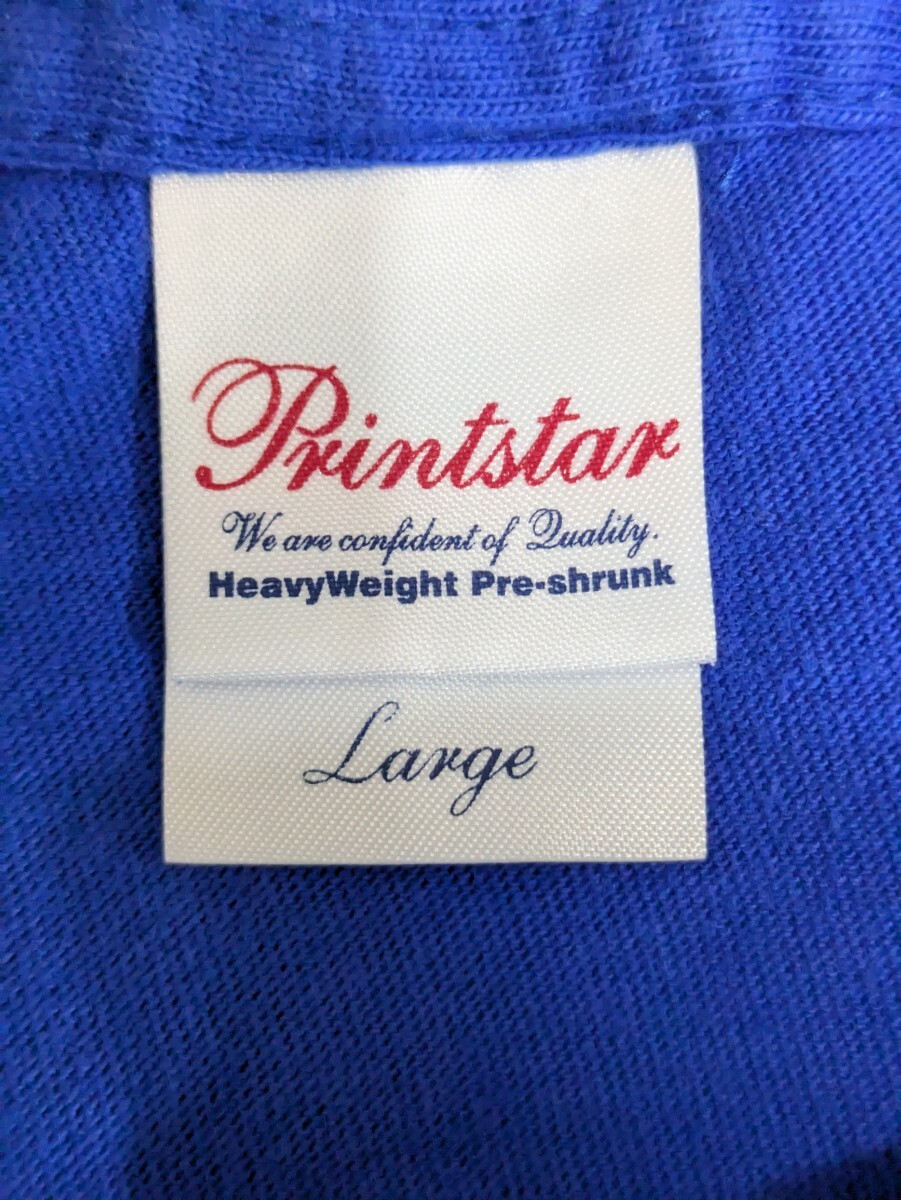 Printstar
We are confident of Quality.
HeavyWeight Pre-shrunk
Large